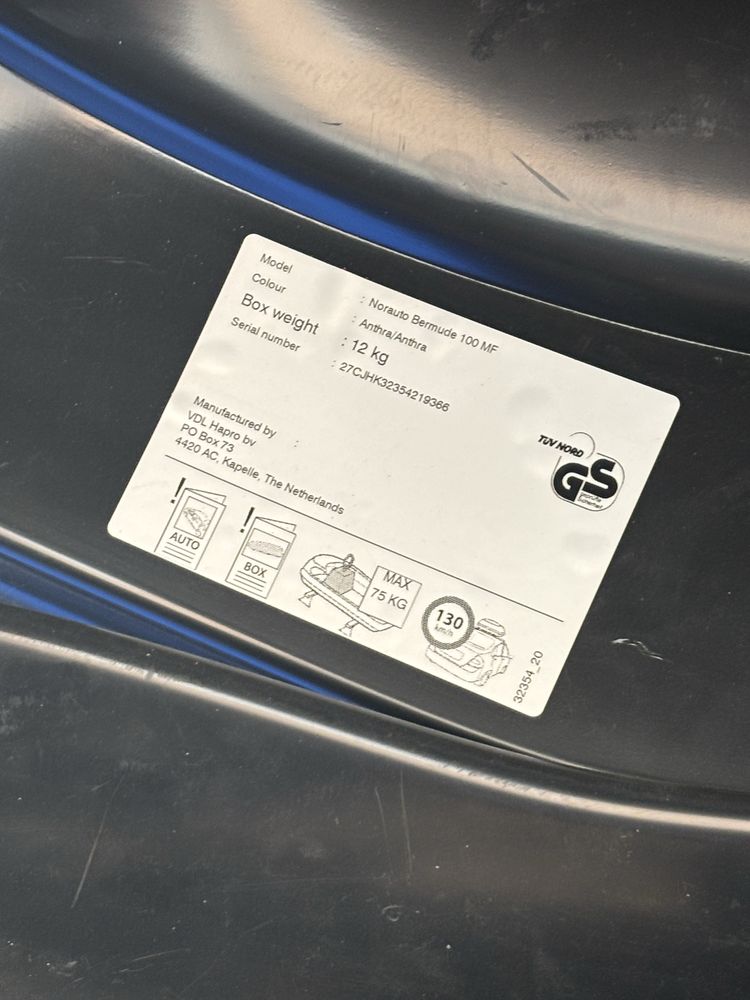 Model : Norauto Bermude 100 MF
Colour : Anthra/Anthra
Box weight : 12 kg
Serial number : 27CJHK32354219366
Manufactured by :
VDL Hapro bv
PO Box 73
4420 AC, Kapelle, The Netherlands
TÜV NORD
GS
geprüfte
Sicherheit
! AUTO
! BOX
MAX
75 KG
130
km/h
32354_20